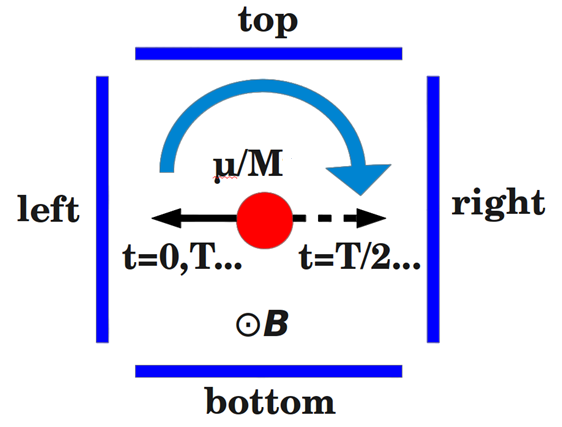 top
µ/M
left
right
t=0,T...
t=T/2...
⊙B
bottom